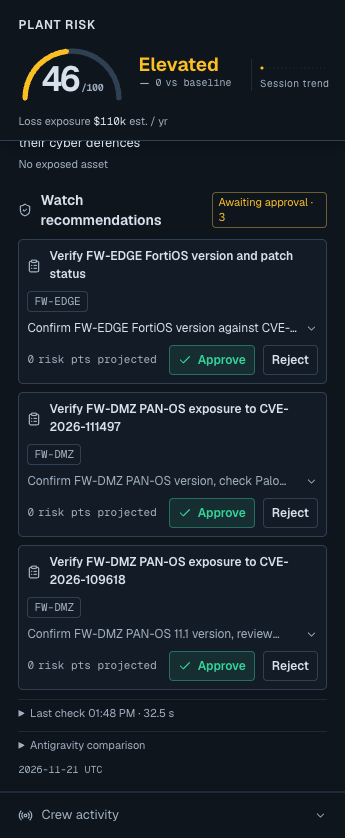 PLANT RISK
46/100
Elevated
— 0 vs baseline
Session trend
Loss exposure $110k est. / yr
their cyber defences
No exposed asset
Watch
recommendations
Awaiting approval ·
3
Verify FW-EDGE FortiOS version and patch
status
FW-EDGE
Confirm FW-EDGE FortiOS version against CVE-…
0 risk pts projected
Approve
Reject
Verify FW-DMZ PAN-OS exposure to CVE-
2026-111497
FW-DMZ
Confirm FW-DMZ PAN-OS version, check Palo…
0 risk pts projected
Approve
Reject
Verify FW-DMZ PAN-OS exposure to CVE-
2026-109618
FW-DMZ
Confirm FW-DMZ PAN-OS 11.1 version, review…
0 risk pts projected
Approve
Reject
Last check 01:48 PM · 32.5 s
Antigravity comparison
2026-11-21 UTC
Crew activity